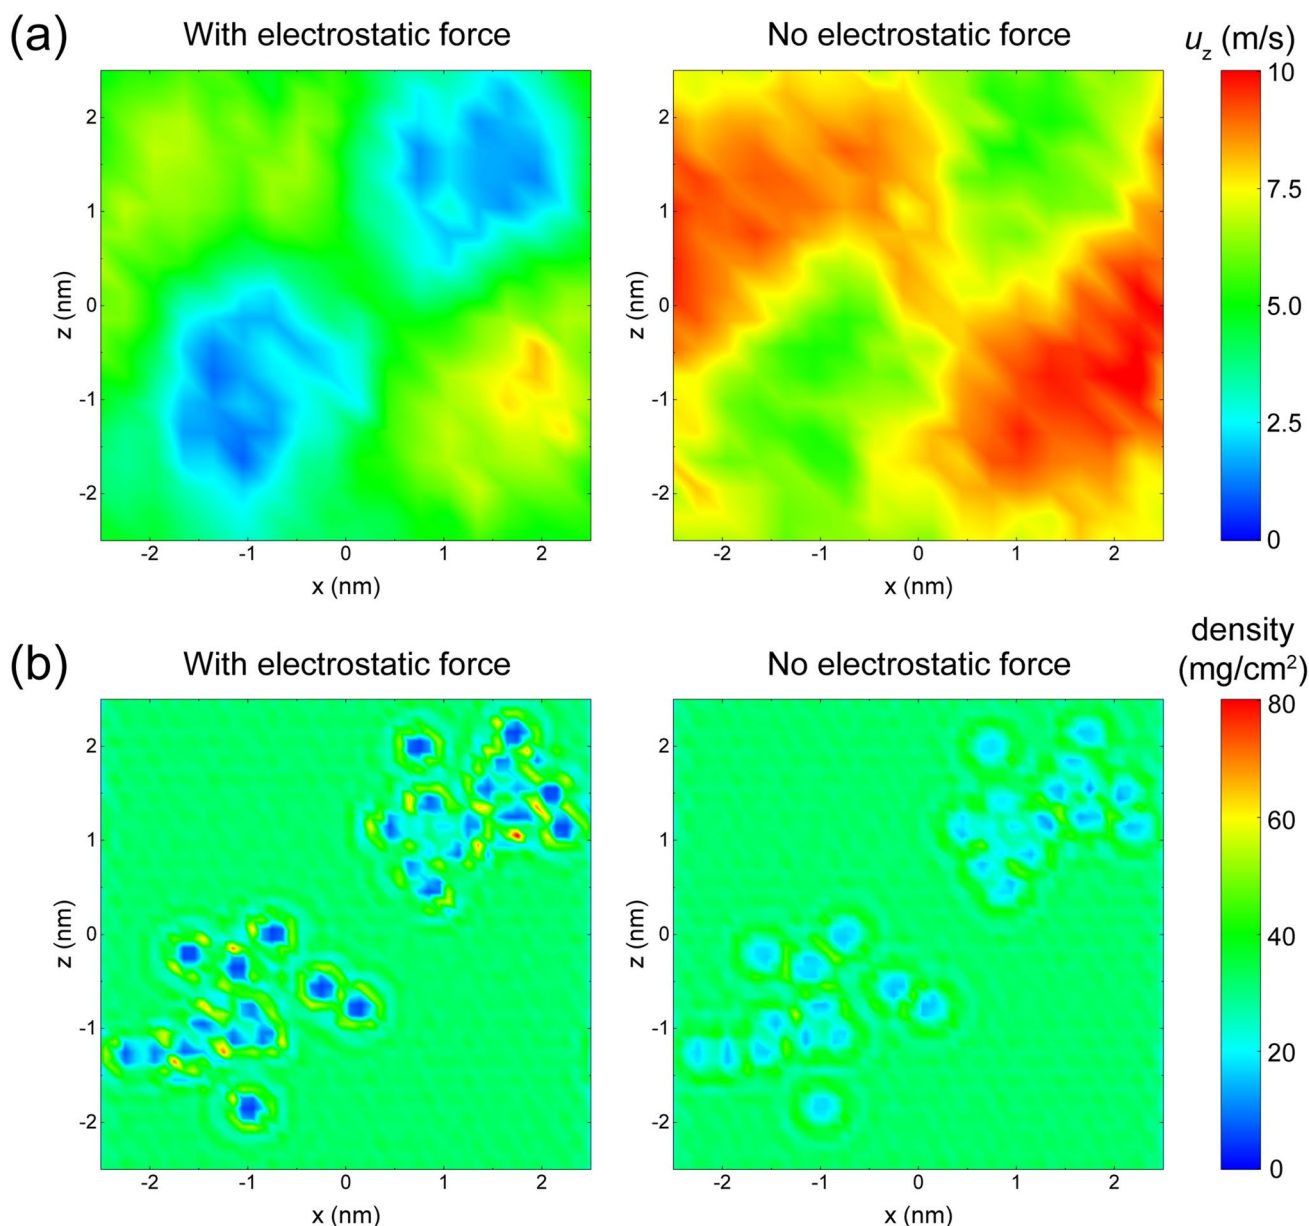 (a)
With electrostatic force
No electrostatic force
u_z (m/s)
2
1
0
-1
-2
z (nm)
-2 -1 0 1 2
x (nm)
2
1
0
-1
-2
z (nm)
-2 -1 0 1 2
x (nm)
10
7.5
5.0
2.5
0
(b)
With electrostatic force
No electrostatic force
density
(mg/cm²)
2
1
0
-1
-2
z (nm)
-2 -1 0 1 2
x (nm)
2
1
0
-1
-2
z (nm)
-2 -1 0 1 2
x (nm)
80
60
40
20
0